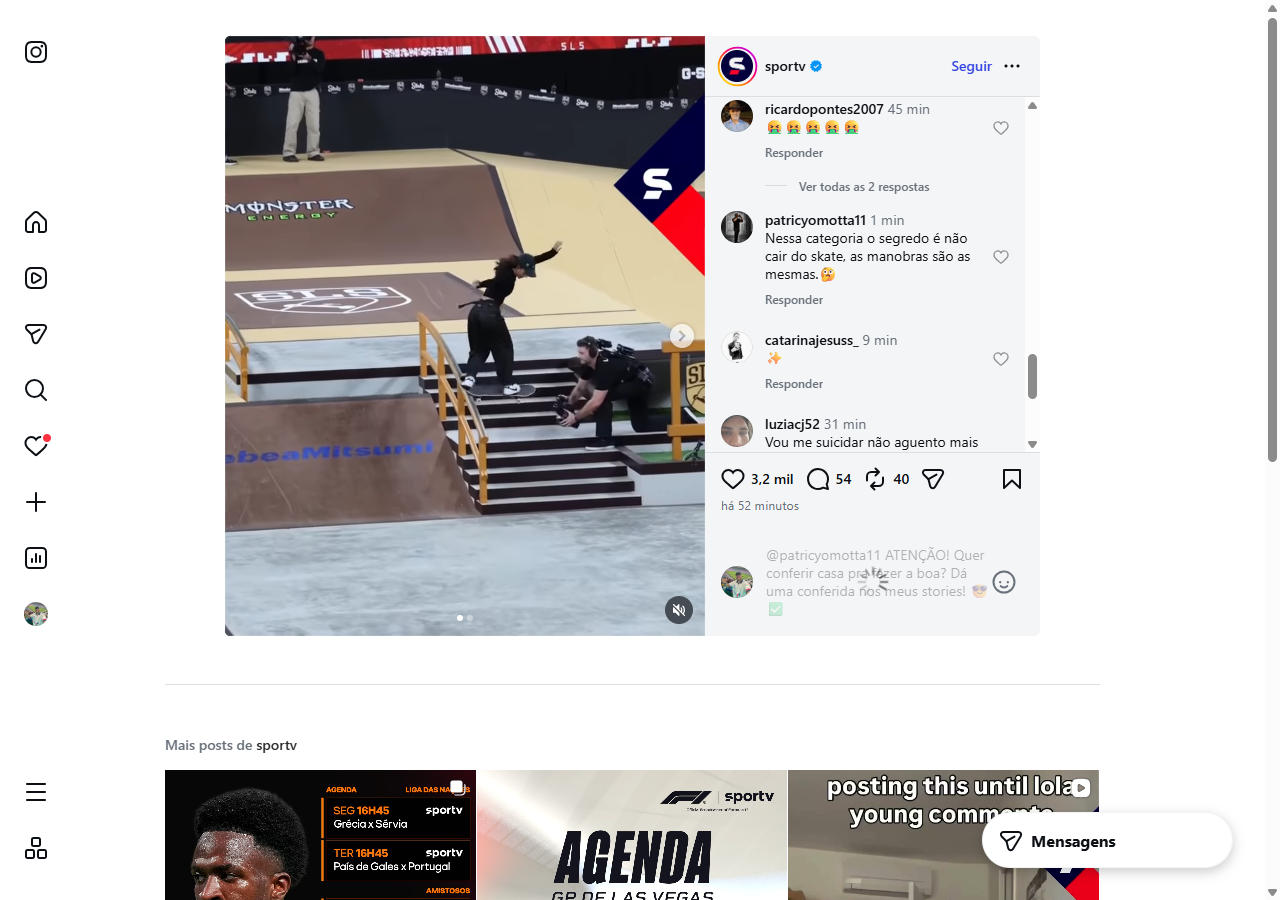 SLS
SLS
G-S
MONSTER
ENERGY
SLS
SLS
ebeaMitsumi
sportv
Seguir
ricardopontes2007 45 min
🤮🤮🤮🤮🤮
Responder
Ver todas as 2 respostas
patricyomotta11 1 min
Nessa categoria o segredo é não
cair do skate, as manobras são as
mesmas.🤔
Responder
catarinajesuss_ 9 min
✨
Responder
luziacj52 31 min
Vou me suicidar não aguento mais
3,2 mil
54
40
há 52 minutos
@patricyomotta11 ATENÇÃO! Quer
conferir casa pra fazer a boa? Dá
uma conferida nos meus stories! 😎
✅
Mais posts de sportv
AGENDA
LIGA DAS NAÇÕES
SEG 16H45
sportv
Grécia x Sérvia
TER 16H45
sportv
País de Gales x Portugal
AMISTOSOS
F1 sportv
AGENDA
GP DE LAS VEGAS
posting this until lola
young comments
Mensagens